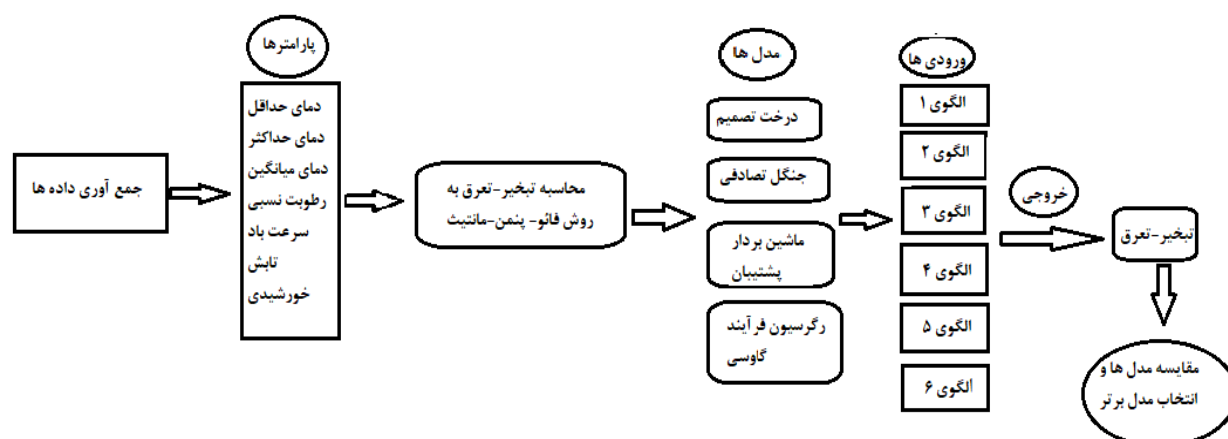 جمع آوری داده ها
پارامترها
دمای حداقل
دمای حداکثر
دمای میانگین
رطوبت نسبی
سرعت باد
تابش
خورشیدی
محاسبه تبخیر-تعرق به
روش فائو- پنمن-مانتیث
مدل ها
درخت تصمیم
جنگل تصادفی
ماشین بردار
پشتیبان
رگرسیون فرآیند
گاوسی
ورودی ها
الگوی ۱
الگوی ۲
الگوی ۳
الگوی ۴
الگوی ۵
الگوی ۶
خروجی
تبخیر-تعرق
مقایسه مدل ها و
انتخاب مدل برتر